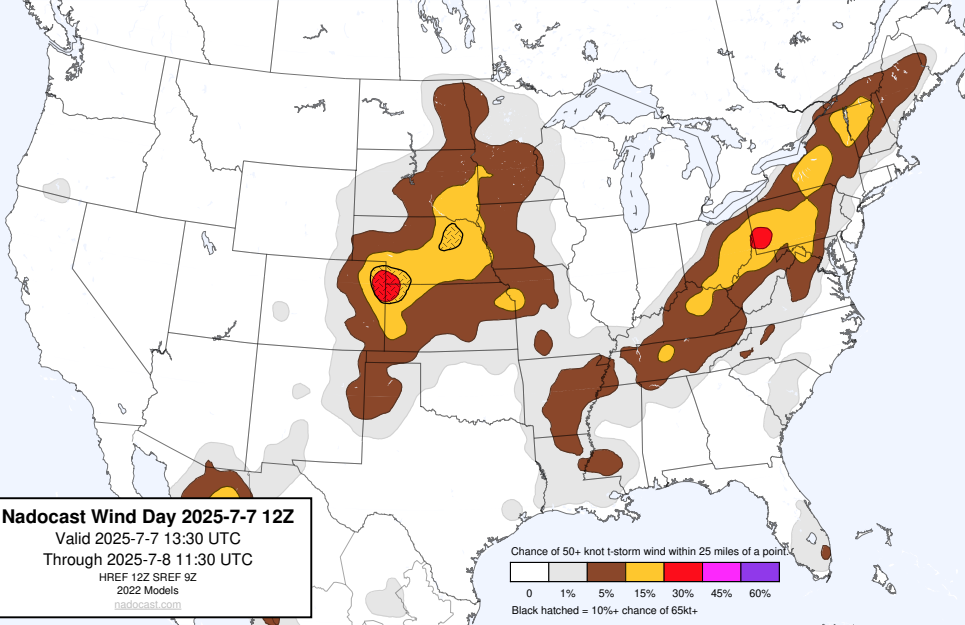 Nadocast Wind Day 2025-7-7 12Z
Valid 2025-7-7 13:30 UTC
Through 2025-7-8 11:30 UTC
HREF 12Z SREF 9Z
2022 Models
nadocast.com
Chance of 50+ knot t-storm wind within 25 miles of a point.
0 1% 5% 15% 30% 45% 60%
Black hatched = 10%+ chance of 65kt+